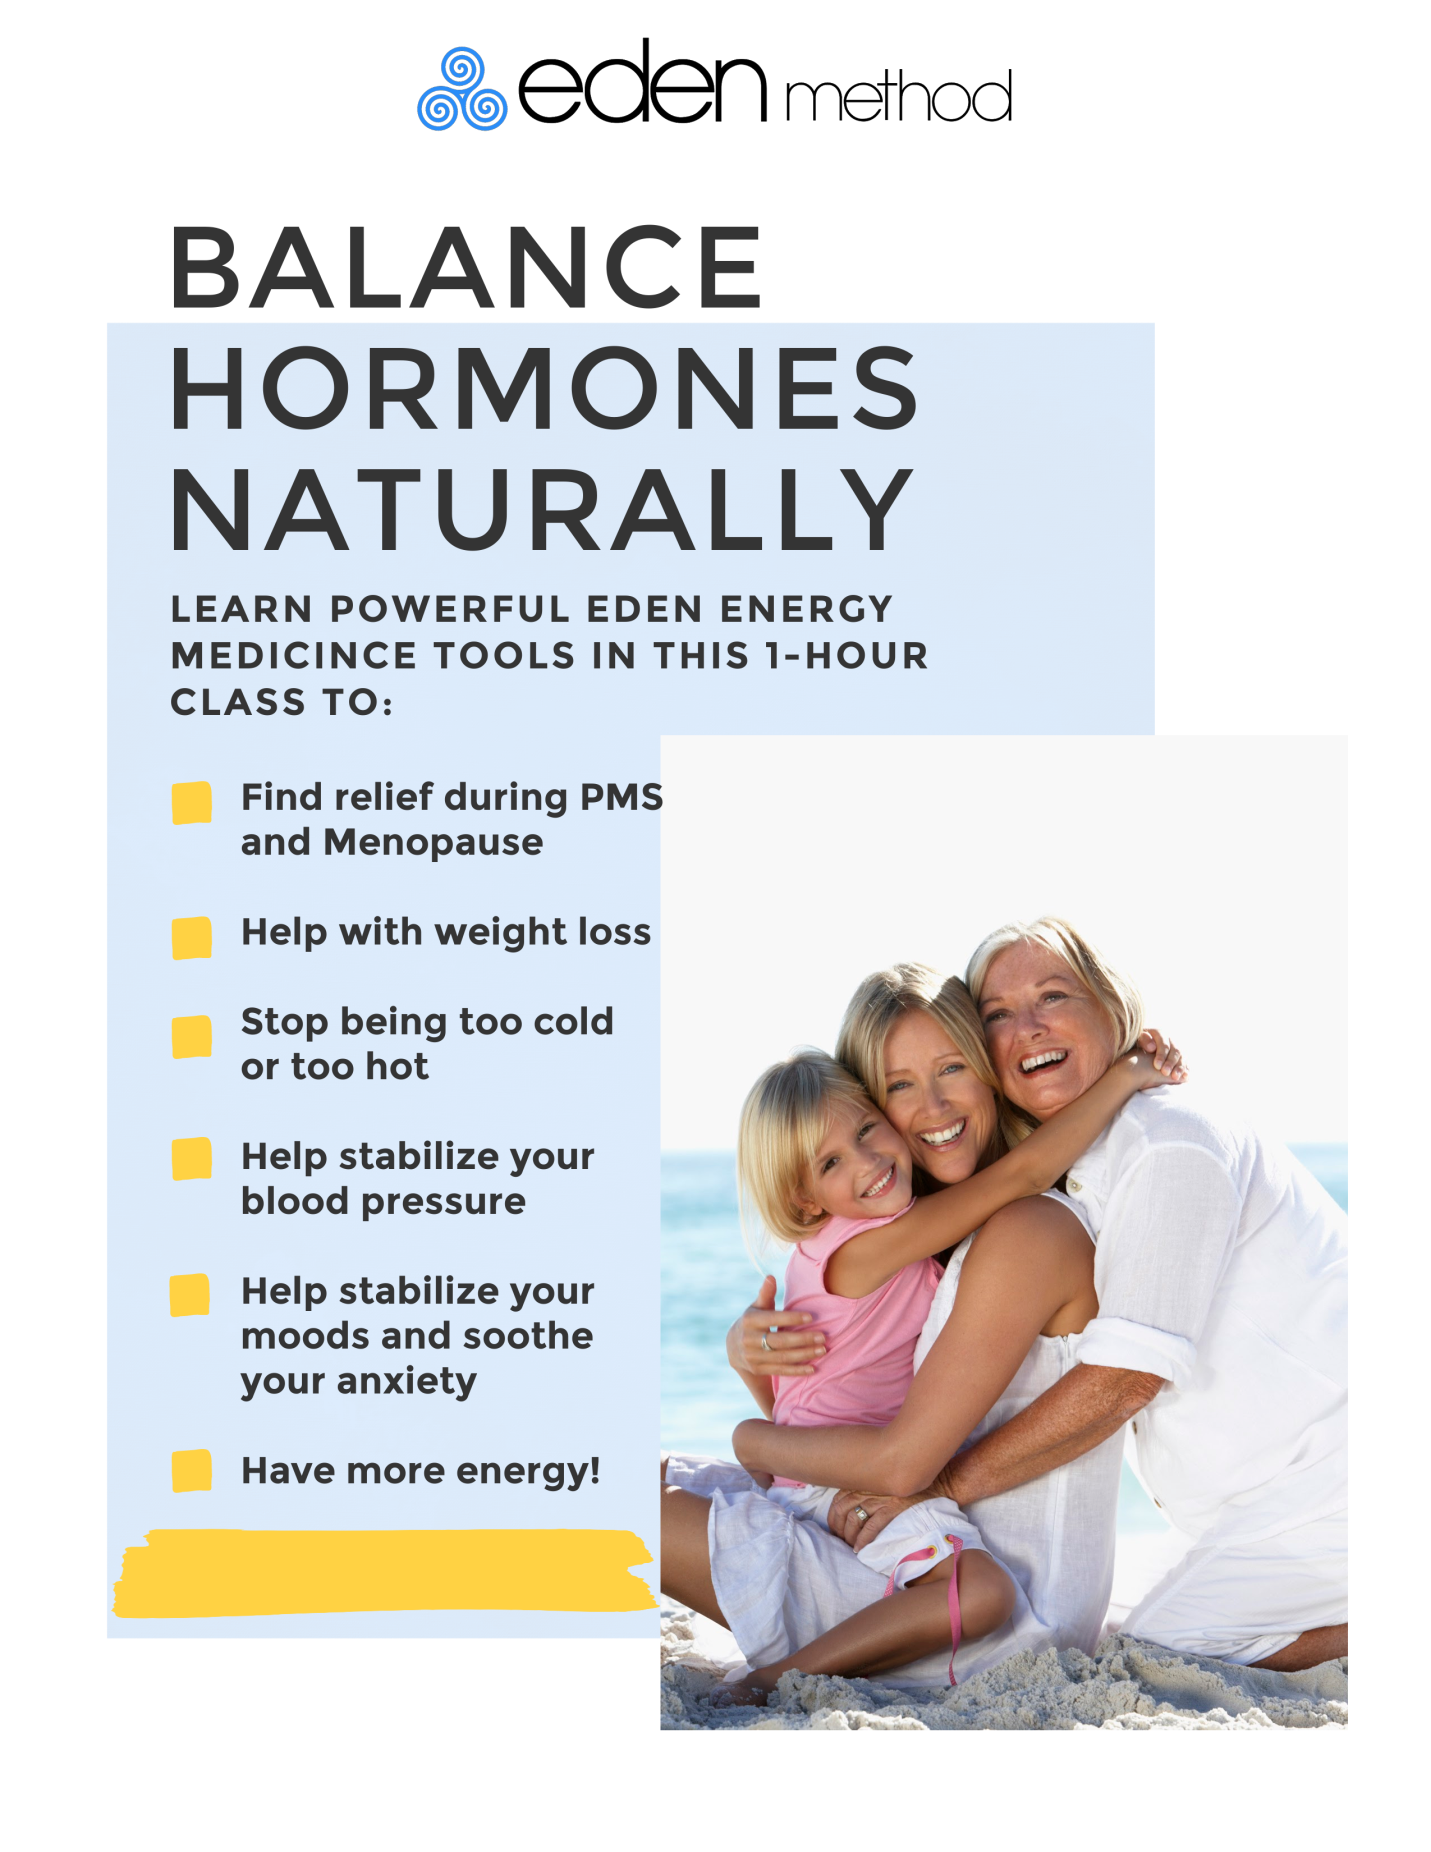 eden method
BALANCE
HORMONES
NATURALLY
LEARN POWERFUL EDEN ENERGY
MEDICINCE TOOLS IN THIS 1-HOUR
CLASS TO:
Find relief during PMS
and Menopause
Help with weight loss
Stop being too cold
or too hot
Help stabilize your
blood pressure
Help stabilize your
moods and soothe
your anxiety
Have more energy!